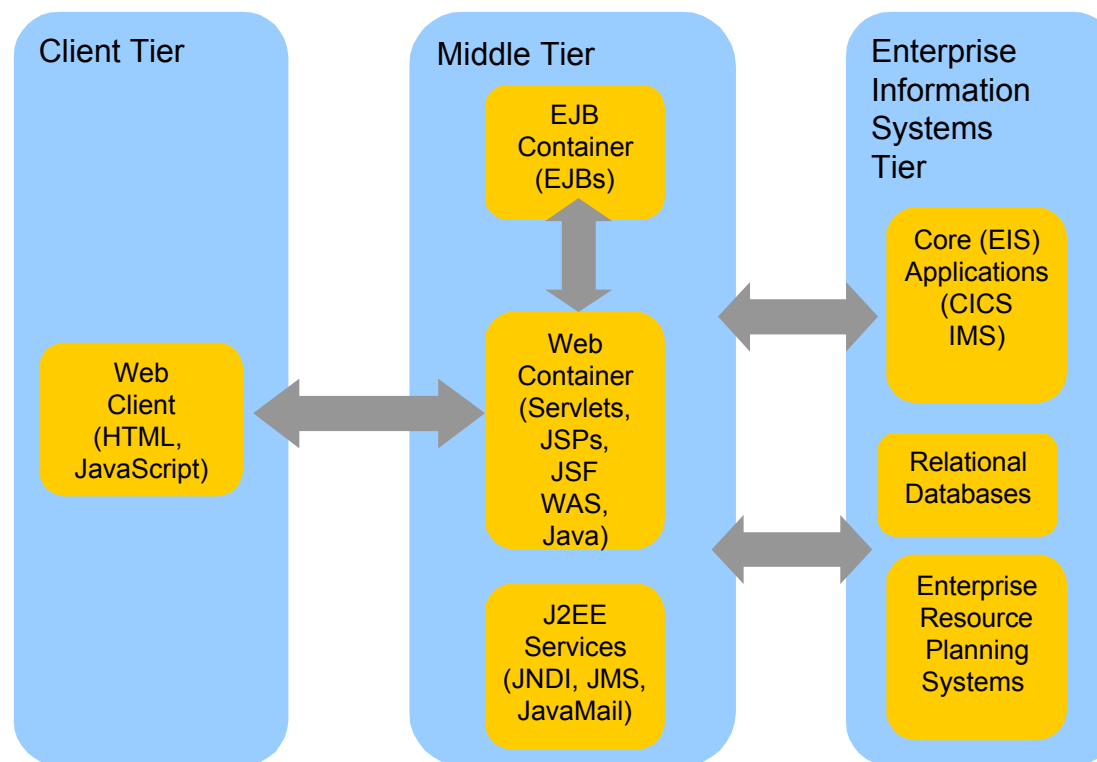 Client Tier
Web
Client
(HTML,
JavaScript)
Middle Tier
EJB
Container
(EJBs)
Web
Container
(Servlets,
JSPs,
JSF
WAS,
Java)
J2EE
Services
(JNDI, JMS,
JavaMail)
Enterprise
Information
Systems
Tier
Core (EIS)
Applications
(CICS
IMS)
Relational
Databases
Enterprise
Resource
Planning
Systems